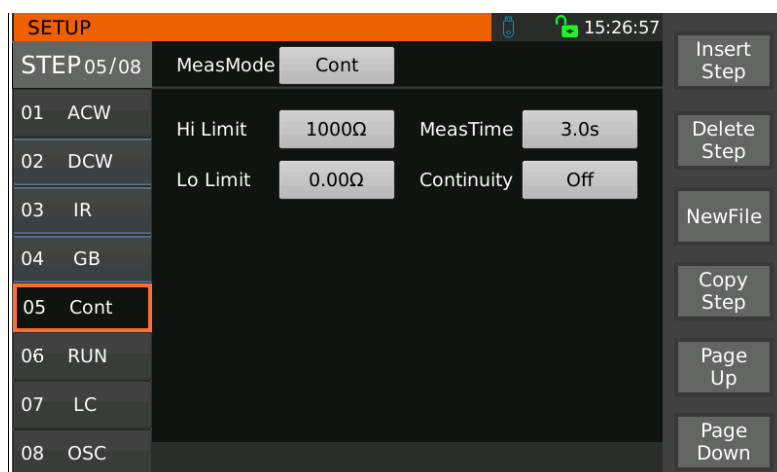 SETUP
15:26:57
STEP 05/08
MeasMode Cont
01 ACW
02 DCW
03 IR
04 GB
05 Cont
06 RUN
07 LC
08 OSC
Hi Limit 1000Ω MeasTime 3.0s
Lo Limit 0.00Ω Continuity Off
Insert
Step
Delete
Step
NewFile
Copy
Step
Page
Up
Page
Down